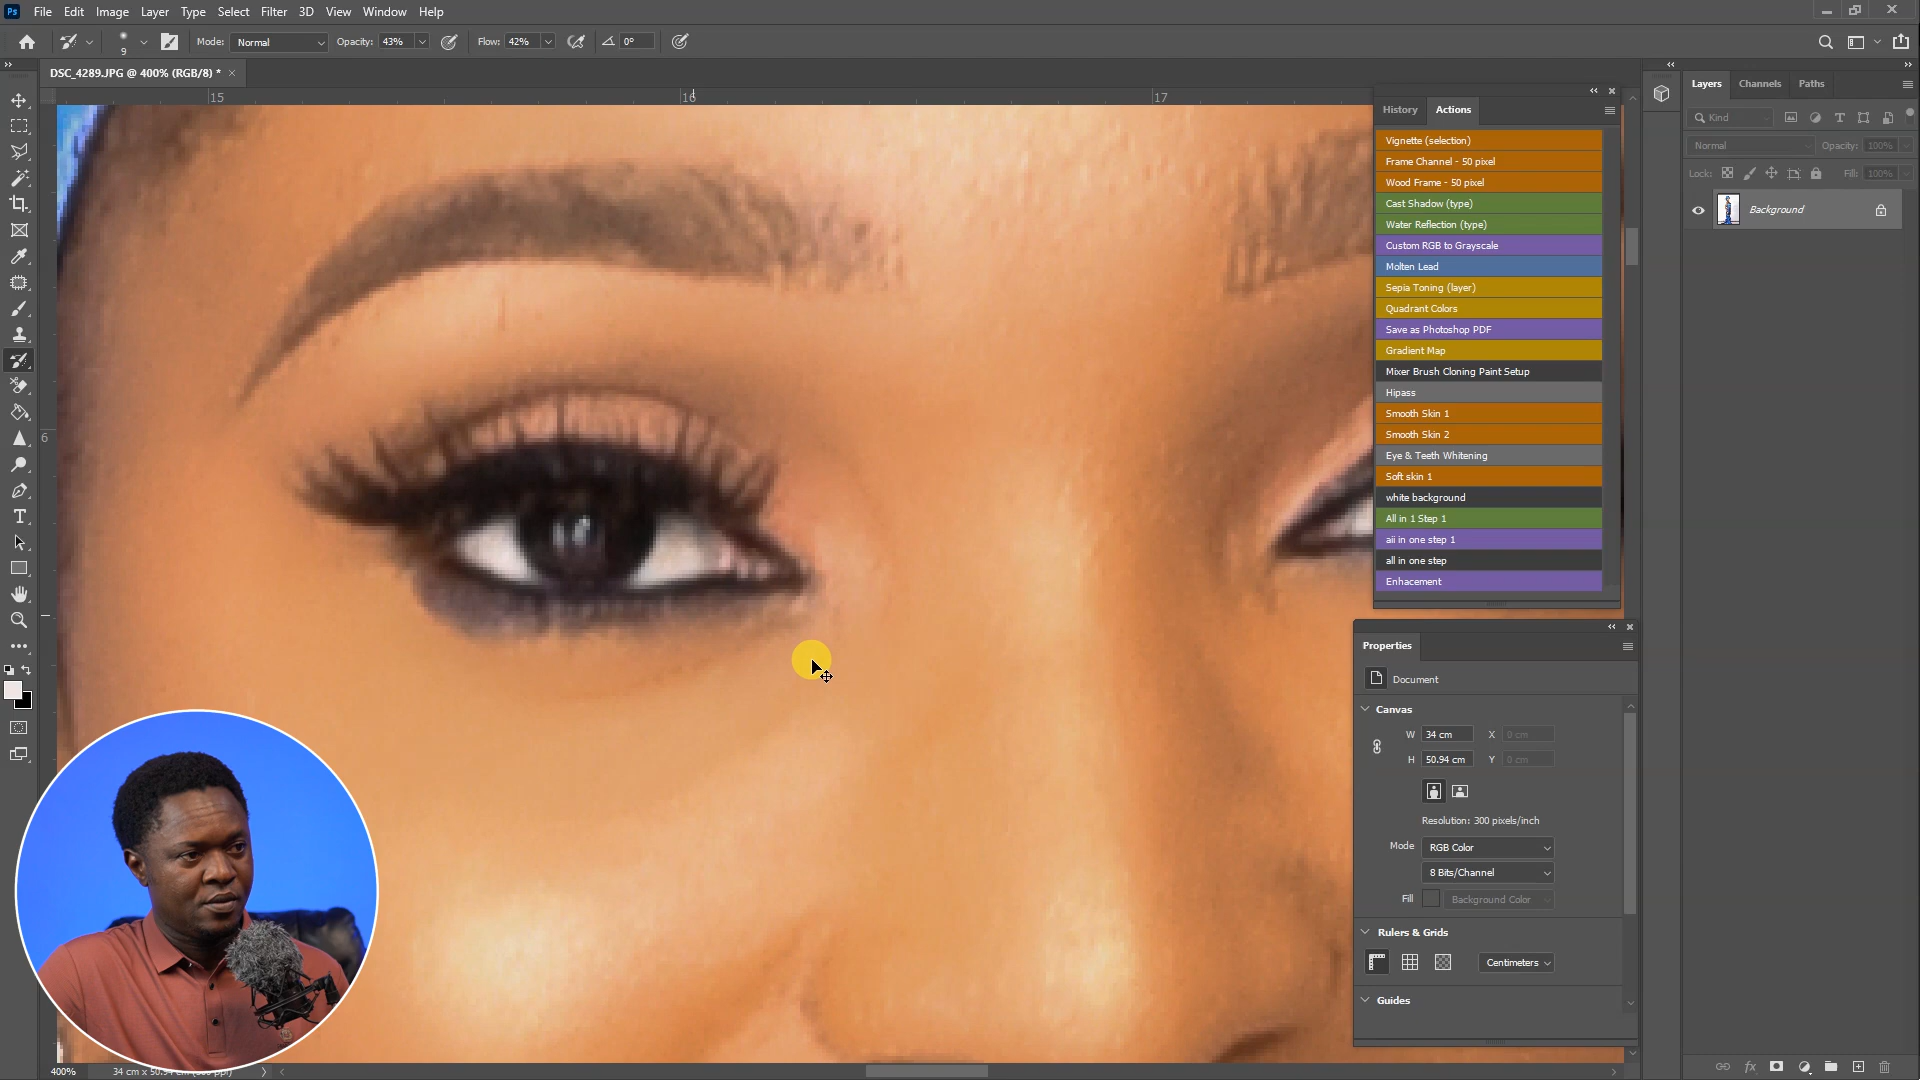 Ps File Edit Image Layer Type Select Filter 3D View Window Help
9 Mode: Normal Opacity: 43% Flow: 42% 0°
DSC_4289.JPG @ 400% (RGB/8) * ×
15 16 17
6
History Actions
Vignette (selection)
Frame Channel - 50 pixel
Wood Frame - 50 pixel
Cast Shadow (type)
Water Reflection (type)
Custom RGB to Grayscale
Molten Lead
Sepia Toning (layer)
Quadrant Colors
Save as Photoshop PDF
Gradient Map
Mixer Brush Cloning Paint Setup
Hipass
Smooth Skin 1
Smooth Skin 2
Eye & Teeth Whitening
Soft skin 1
white background
All in 1 Step 1
aii in one step 1
all in one step
Enhacement
Properties
Document
Canvas
W 34 cm X 0 cm
H 50.94 cm Y 0 cm
Resolution: 300 pixels/inch
Mode RGB Color
8 Bits/Channel
Fill Background Color
Rulers & Grids
Centimeters
Guides
Layers Channels Paths
Kind
Normal Opacity: 100%
Lock: Fill: 100%
Background
400%